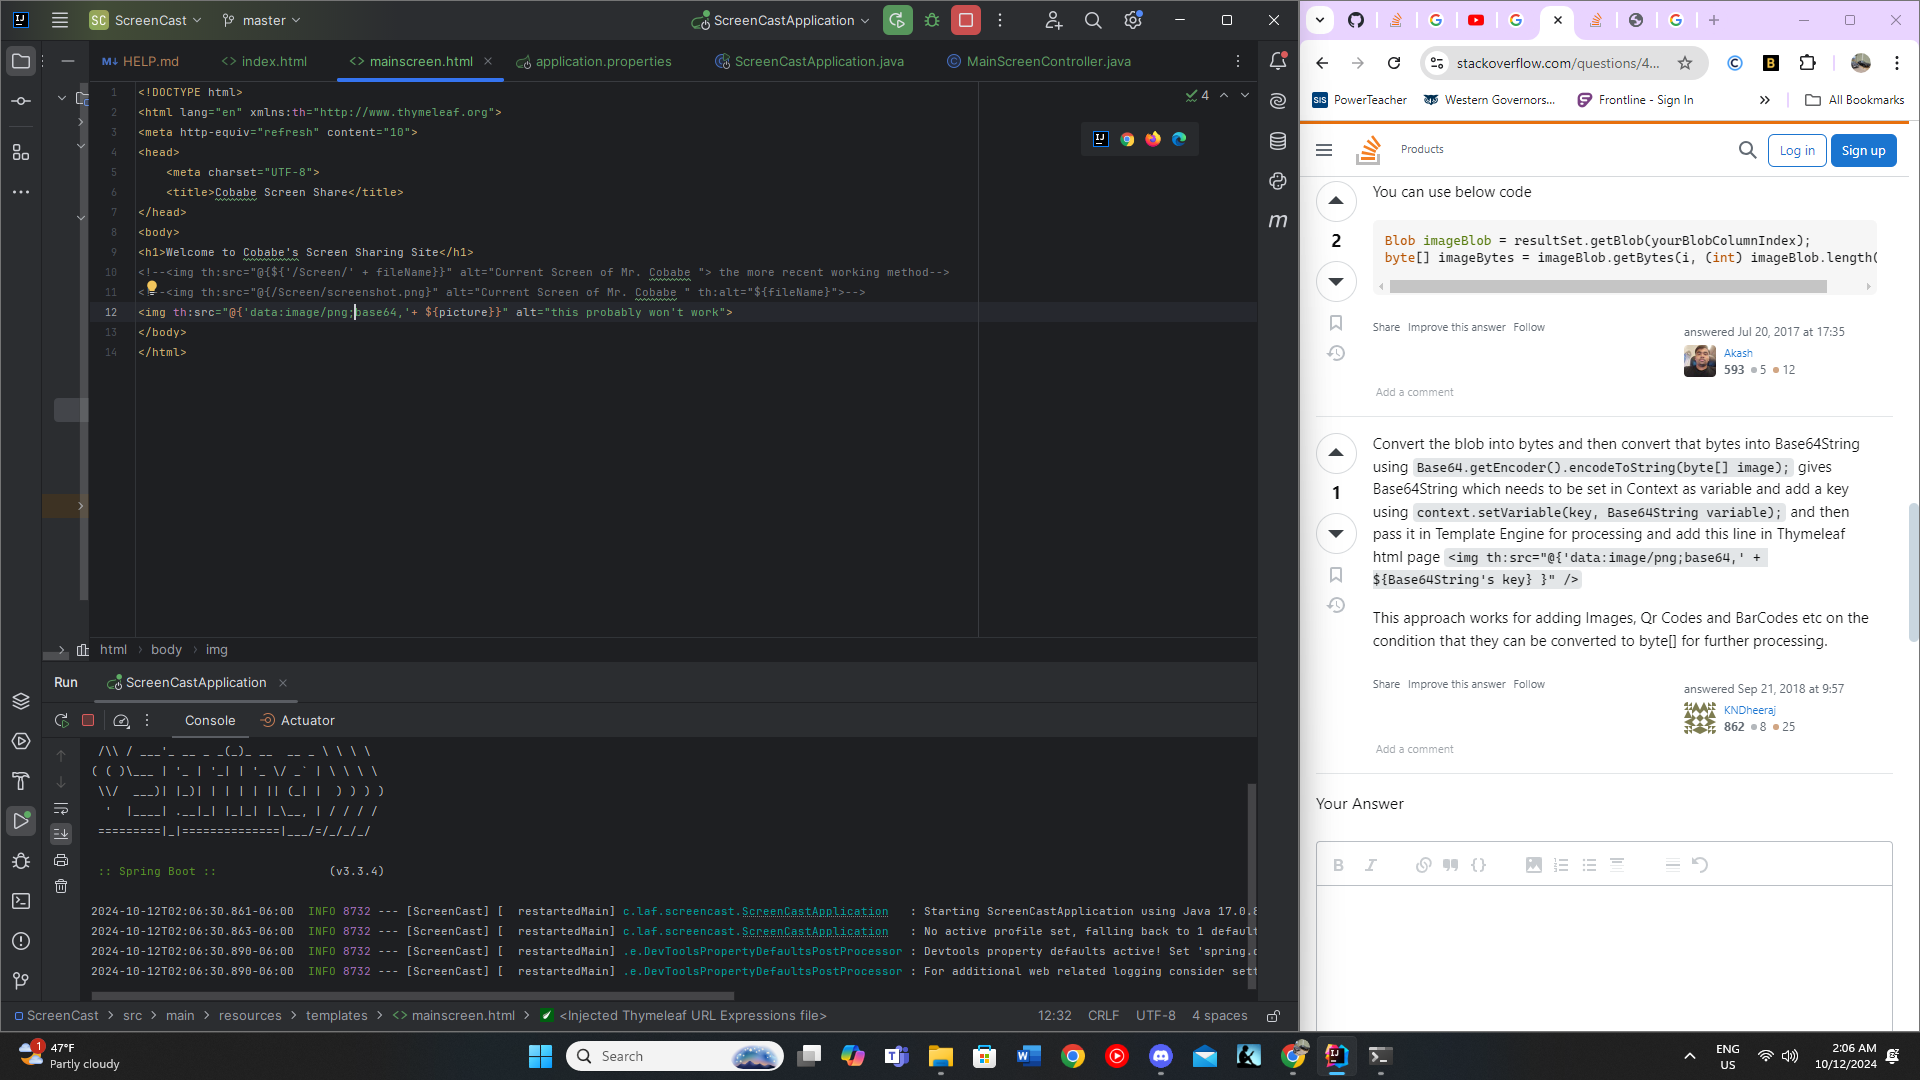 SC ScreenCast master
ScreenCastApplication
HELP.md
index.html
mainscreen.html
application.properties
ScreenCastApplication.java
MainScreenController.java
1 <!DOCTYPE html>
2 <html lang="en" xmlns:th="http://www.thymeleaf.org">
3 <meta http-equiv="refresh" content="10">
4 <head>
5 <meta charset="UTF-8">
6 <title>Cobabe Screen Share</title>
7 </head>
8 <body>
9 <h1>Welcome to Cobabe's Screen Sharing Site</h1>
10 <!--<img th:src="@{${'/Screen/' + fileName}}" alt="Current Screen of Mr. Cobabe "> the more recent working method-->
11 <!--<img th:src="@{/Screen/screenshot.png}" alt="Current Screen of Mr. Cobabe " th:alt="${fileName}">-->
12 <img th:src="@{'data:image/png;base64,'+ ${picture}}" alt="this probably won't work">
13 </body>
14 </html>
4
html > body > img
Run ScreenCastApplication
Console Actuator
:: Spring Boot :: (v3.3.4)
2024-10-12T02:06:30.861-06:00 INFO 8732 --- [ScreenCast] [ restartedMain] c.laf.screencast.ScreenCastApplication : Starting ScreenCastApplication using Java 17.0.8
2024-10-12T02:06:30.863-06:00 INFO 8732 --- [ScreenCast] [ restartedMain] c.laf.screencast.ScreenCastApplication : No active profile set, falling back to 1 default
2024-10-12T02:06:30.890-06:00 INFO 8732 --- [ScreenCast] [ restartedMain] .e.DevToolsPropertyDefaultsPostProcessor : Devtools property defaults active! Set 'spring.
2024-10-12T02:06:30.890-06:00 INFO 8732 --- [ScreenCast] [ restartedMain] .e.DevToolsPropertyDefaultsPostProcessor : For additional web related logging consider sett
ScreenCast > src > main > resources > templates > mainscreen.html > <Injected Thymeleaf URL Expressions file>
12:32 CRLF UTF-8 4 spaces
stackoverflow.com/questions/4...
SIS PowerTeacher Western Governors... Frontline - Sign In » All Bookmarks
Products
Log in Sign up
You can use below code
2
Blob imageBlob = resultSet.getBlob(yourBlobColumnIndex);
byte[] imageBytes = imageBlob.getBytes(i, (int) imageBlob.length(
Share Improve this answer Follow
answered Jul 20, 2017 at 17:35
Akash
593 5 12
Add a comment
1
Convert the blob into bytes and then convert that bytes into Base64String
using Base64.getEncoder().encodeToString(byte[] image); gives
Base64String which needs to be set in Context as variable and add a key
using context.setVariable(key, Base64String variable); and then
pass it in Template Engine for processing and add this line in Thymeleaf
html page <img th:src="@{'data:image/png;base64,' +
${Base64String's key} }" />
This approach works for adding Images, Qr Codes and BarCodes etc on the
condition that they can be converted to byte[] for further processing.
Share Improve this answer Follow
answered Sep 21, 2018 at 9:57
KNDheeraj
862 8 25
Add a comment
Your Answer
B I
1
47°F
Partly cloudy
Search
ENG
US
2:06 AM
10/12/2024